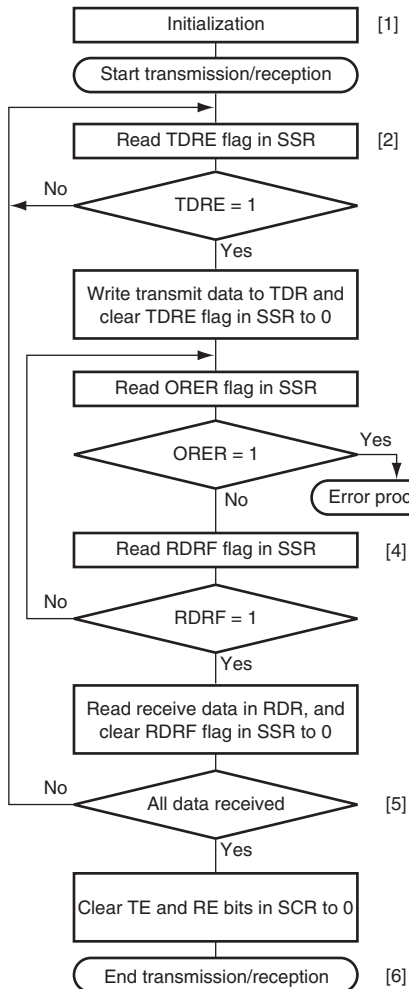 Initialization [1]
Start transmission/reception
Read TDRE flag in SSR [2]
No
TDRE = 1
Yes
Write transmit data to TDR and
clear TDRE flag in SSR to 0
Read ORER flag in SSR
Yes
ORER = 1
No
Error
Read RDRF flag in SSR [4]
No
RDRF = 1
Yes
Read receive data in RDR, and
clear RDRF flag in SSR to 0
No
All data received [5]
Yes
Clear TE and RE bits in SCR to 0
End transmission/reception [6]